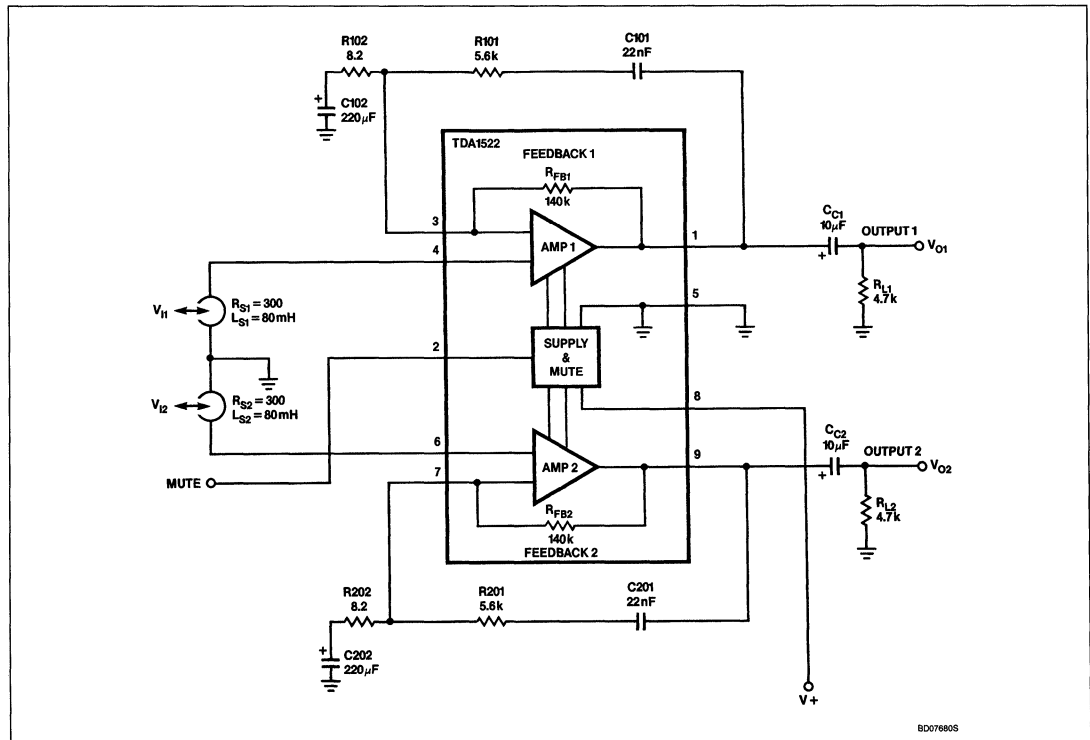 R102
8.2
R101
5.6k
C101
22nF
+
C102
220μF
TDA1522
FEEDBACK 1
RFB1
140k
3
4
AMP 1
1
CC1
10μF
+
OUTPUT 1
VO1
RL1
4.7k
5
VI1
RS1 = 300
LS1 = 80mH
2
SUPPLY
&
MUTE
VI2
RS2 = 300
LS2 = 80mH
8
6
7
AMP 2
9
CC2
10μF
+
OUTPUT 2
VO2
MUTE
RFB2
140k
FEEDBACK 2
RL2
4.7k
R202
8.2
R201
5.6k
C201
22nF
+
C202
220μF
V+
BD07680S